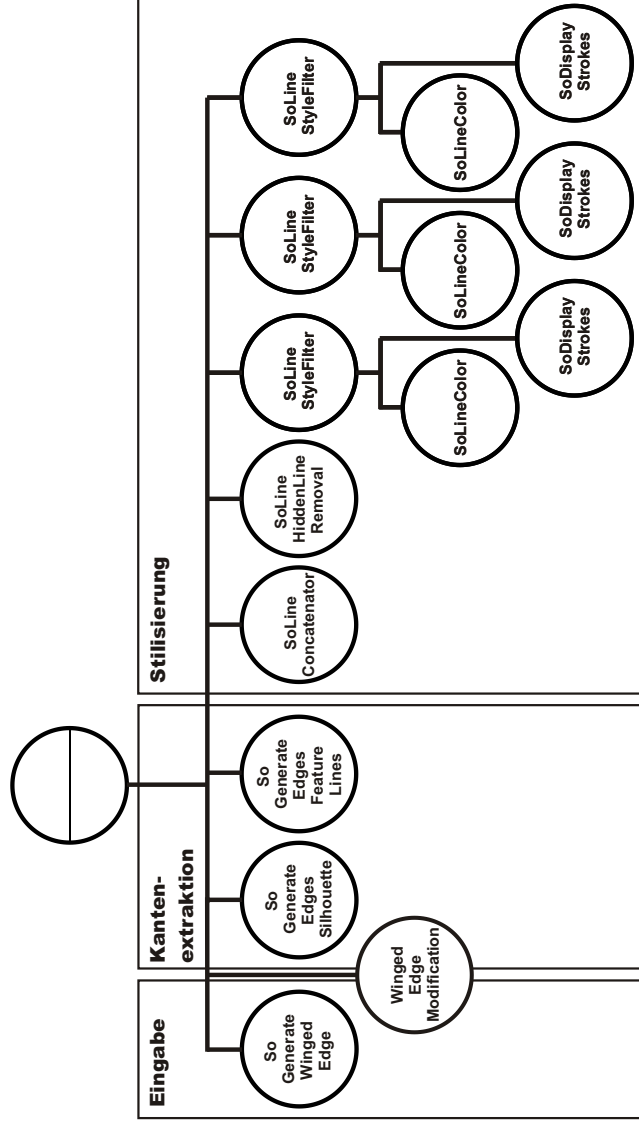 Eingabe
Kanten-
extraktion
Stilisierung
So
Generate
Winged
Edge
Winged
Edge
Modification
So
Generate
Edges
Silhouette
So
Generate
Edges
Feature
Lines
SoLine
Concatenator
SoLine
HiddenLine
Removal
SoLine
StyleFilter
SoLineColor
SoDisplay
Strokes
SoLine
StyleFilter
SoLineColor
SoDisplay
Strokes
SoLine
StyleFilter
SoLineColor
SoDisplay
Strokes